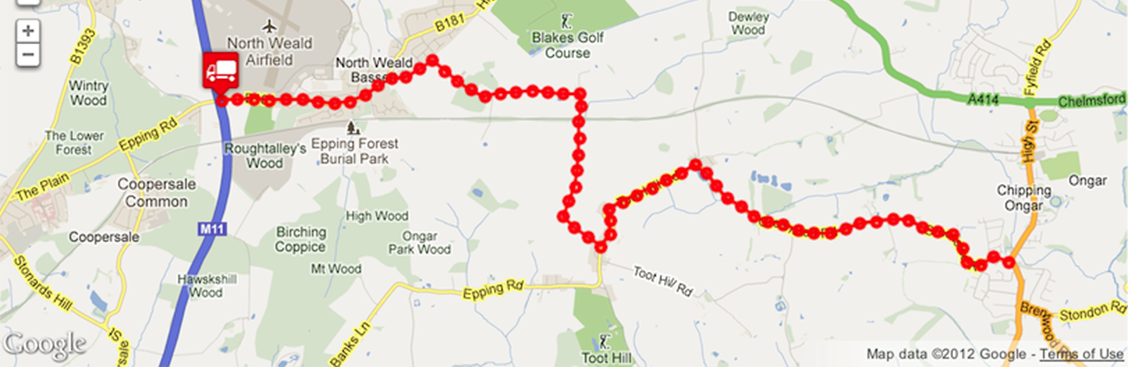 B1393
North Weald
Airfield
B181
Blakes Golf
Course
Dewley
Wood
Fyfield Rd
North Weald
Wintry
Wood
A414
Chelmsford
Epping Rd
The Lower
Forest
High St
Roughtalley's
Wood
Epping Forest
Burial Park
The Plain
Coopersale
Common
Ongar
Chipping
Ongar
High Wood
M11
Coopersale
Birching
Coppice
Ongar
Park Wood
Mt Wood
Toot Hill Rd
Stonards Hill
Hawskshill
Wood
Epping Rd
Stondon Rd
Banks Ln
Google
Toot Hill
Map data ©2012 Google - Terms of Use